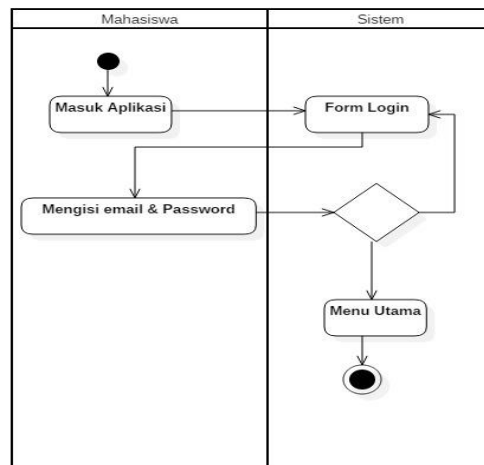 Mahasiswa
Sistem
Masuk Aplikasi
Form Login
Mengisi email & Password
Menu Utama